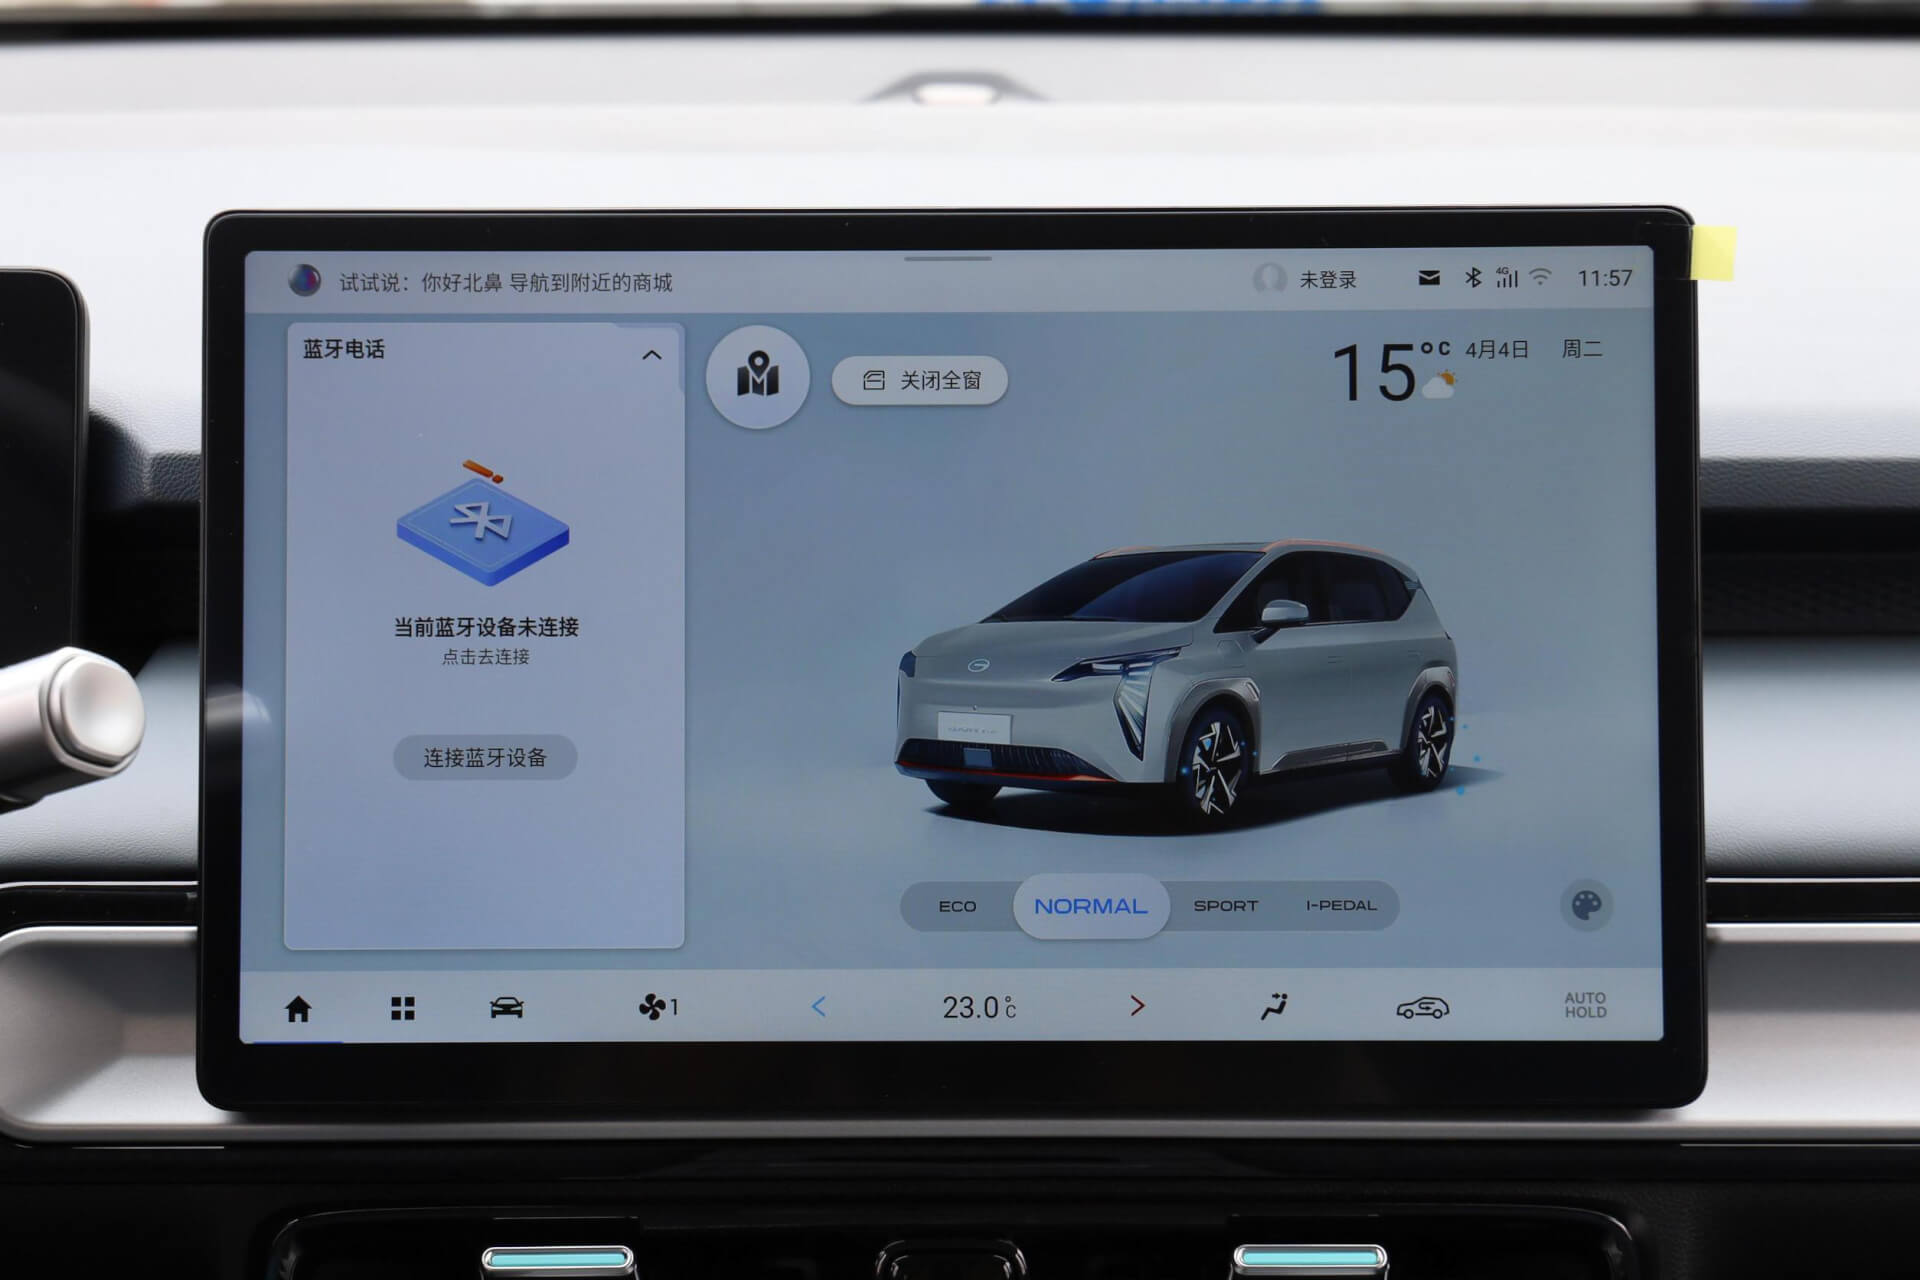 试试说：你好北鼻 导航到附近的商城
未登录
4G
11:57
蓝牙电话
关闭全窗
15°C 4月4日 周二
当前蓝牙设备未连接
点击去连接
连接蓝牙设备
ECO NORMAL SPORT I-PEDAL
1
23.0°C
AUTO
HOLD